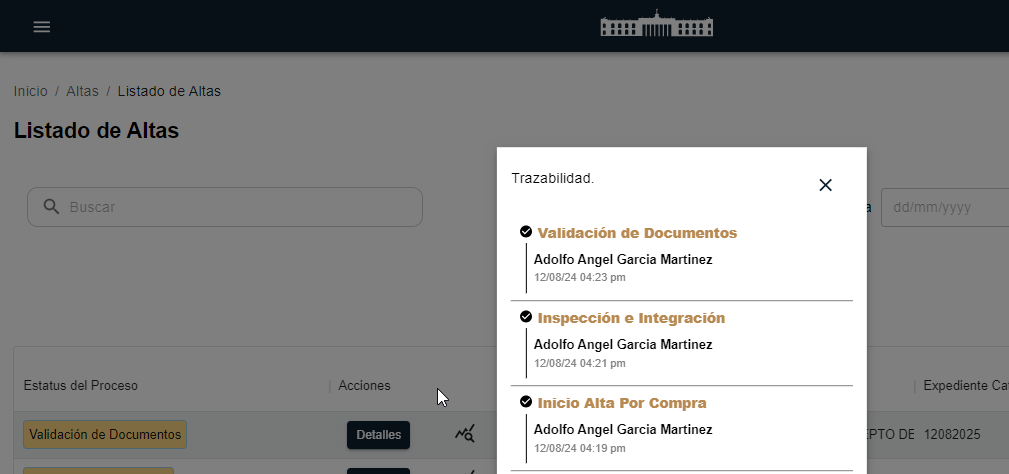 Inicio / Altas / Listado de Altas
Listado de Altas
Buscar
a
dd/mm/yyyy
Trazabilidad.
Validación de Documentos
Adolfo Angel Garcia Martinez
12/08/24 04:23 pm
Inspección e Integración
Adolfo Angel Garcia Martinez
12/08/24 04:21 pm
Inicio Alta Por Compra
Adolfo Angel Garcia Martinez
12/08/24 04:19 pm
Estatus del Proceso
Acciones
Expediente Ca
Validación de Documentos
Detalles
EPTO DE
12082025